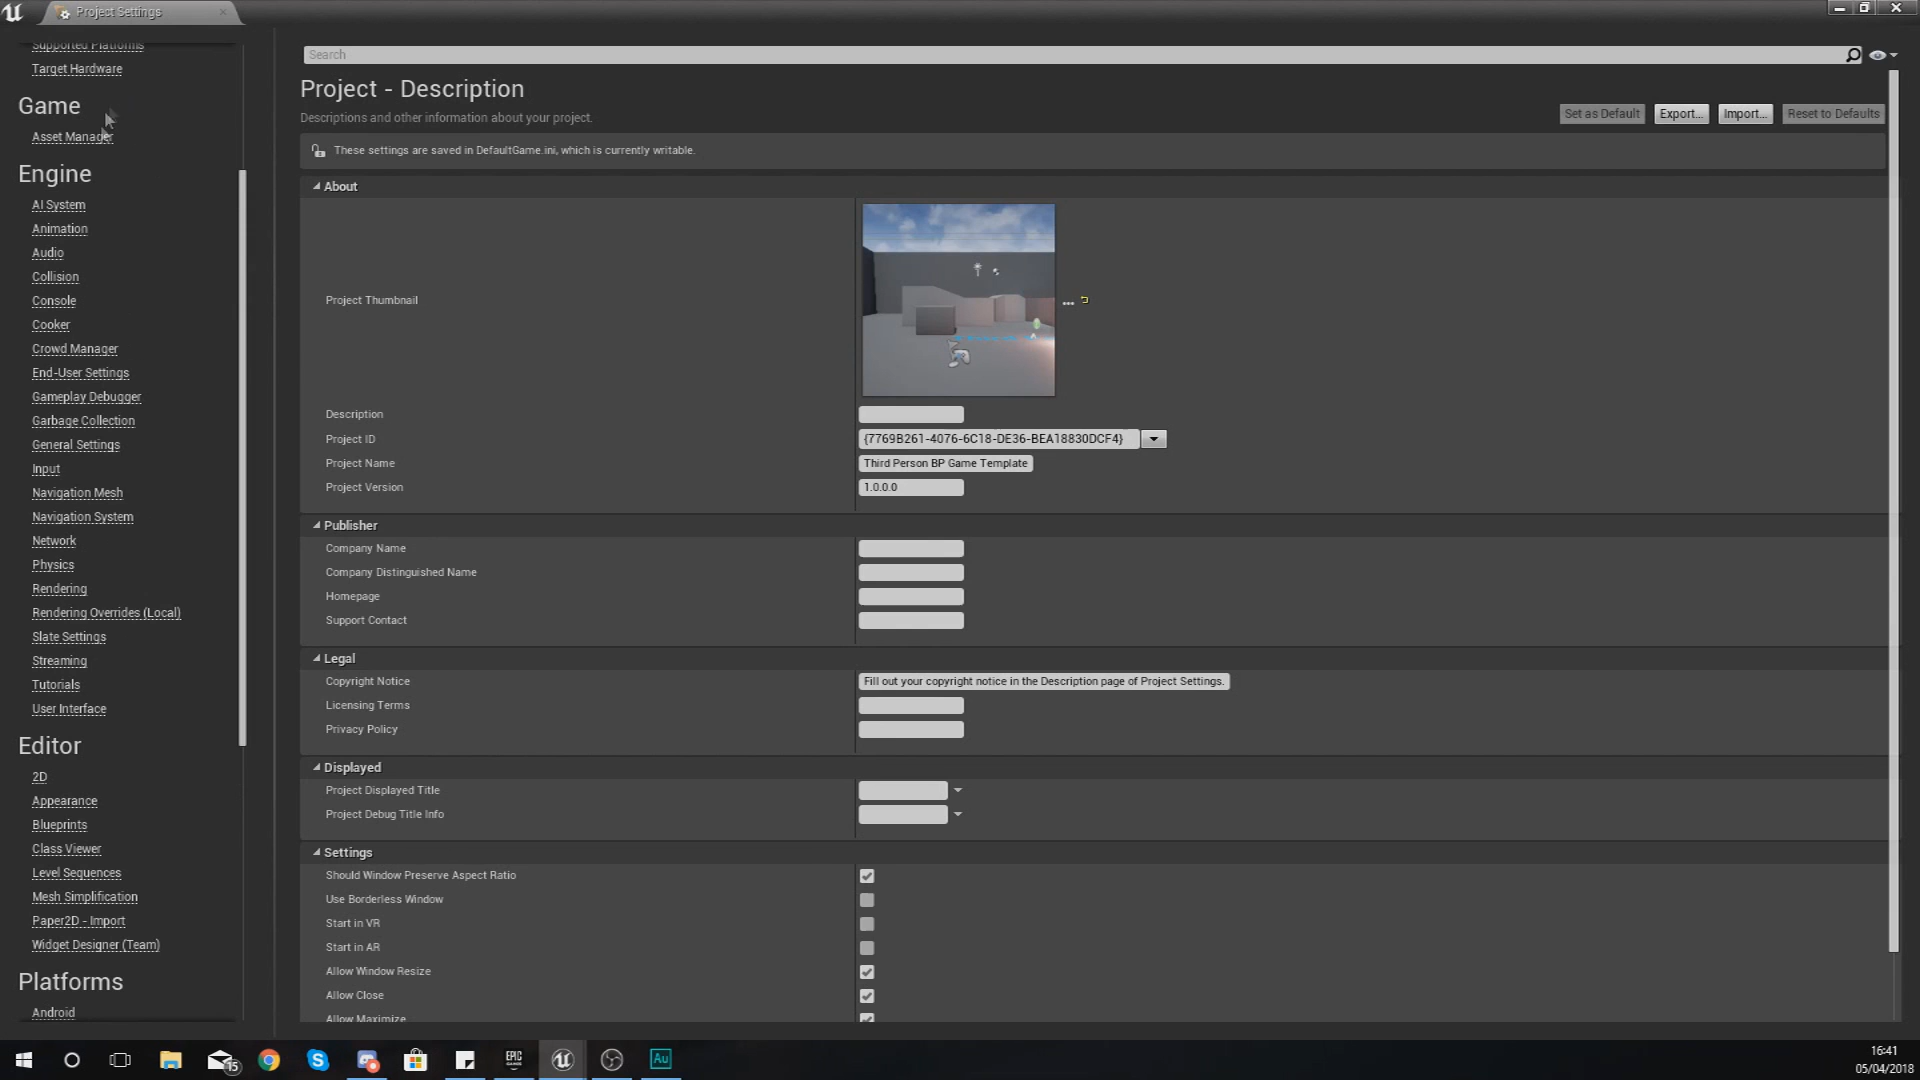 Project Settings
Supported Platforms
Target Hardware
Game
Asset Manager
Engine
AI System
Animation
Audio
Collision
Console
Cooker
Crowd Manager
End-User Settings
Gameplay Debugger
Garbage Collection
General Settings
Input
Navigation Mesh
Navigation System
Network
Physics
Rendering
Rendering Overrides (Local)
Slate Settings
Streaming
Tutorials
User Interface
Editor
2D
Appearance
Blueprints
Class Viewer
Level Sequences
Mesh Simplification
Paper2D - Import
Widget Designer (Team)
Platforms
Android
Search
Project - Description
Descriptions and other information about your project.
Set as Default
Export...
Import...
Reset to Defaults
These settings are saved in DefaultGame.ini, which is currently writable.
About
Project Thumbnail
Description
Project ID
{7769B261-4076-6C18-DE36-BEA18830DCF4}
Project Name
Third Person BP Game Template
Project Version
1.0.0.0
Publisher
Company Name
Company Distinguished Name
Homepage
Support Contact
Legal
Copyright Notice
Fill out your copyright notice in the Description page of Project Settings.
Licensing Terms
Privacy Policy
Displayed
Project Displayed Title
Project Debug Title Info
Settings
Should Window Preserve Aspect Ratio
Use Borderless Window
Start in VR
Start in AR
Allow Window Resize
Allow Close
Allow Maximize
15
EPIC
GAMES
Au
16:41
05/04/2018